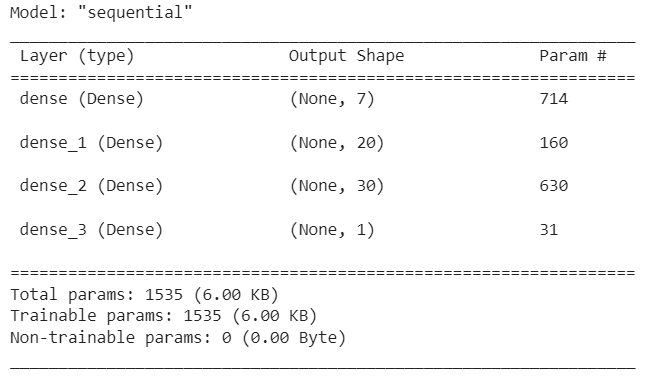 Model: "sequential"
_________________________________________________________________
Layer (type) Output Shape Param #
=================================================================
dense (Dense) (None, 7) 714
dense_1 (Dense) (None, 20) 160
dense_2 (Dense) (None, 30) 630
dense_3 (Dense) (None, 1) 31
=================================================================
Total params: 1535 (6.00 KB)
Trainable params: 1535 (6.00 KB)
Non-trainable params: 0 (0.00 Byte)
_________________________________________________________________